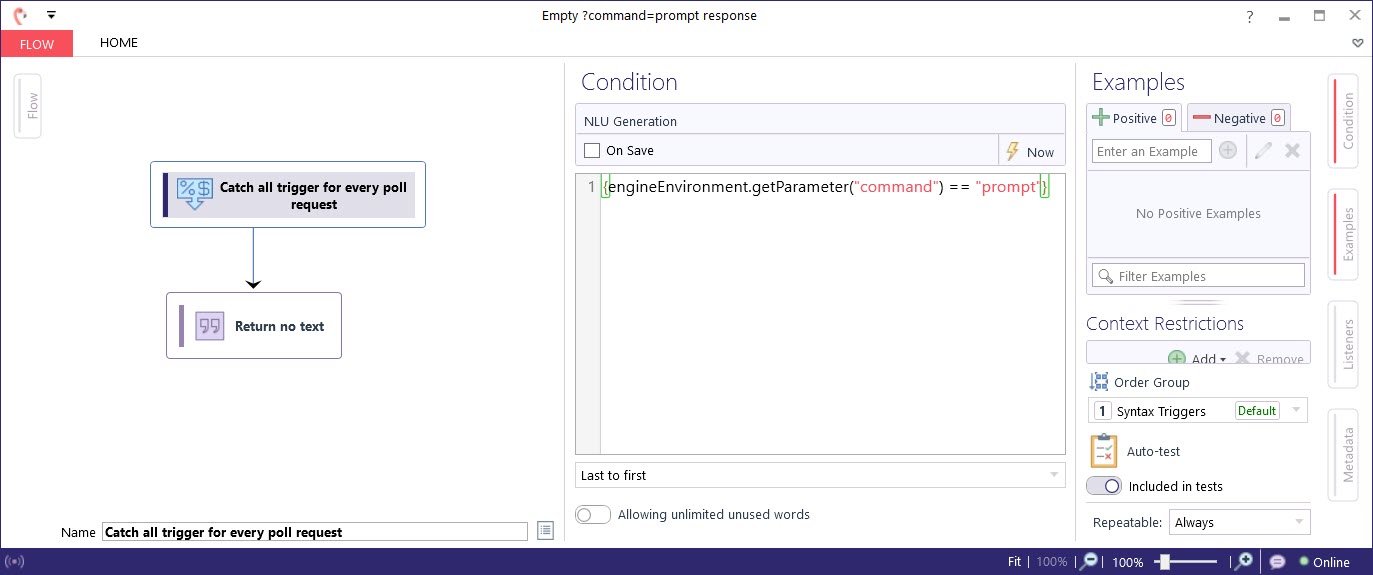 Empty ?command=prompt response
?
FLOW
HOME
Flow
Catch all trigger for every poll
request
Return no text
Name
Catch all trigger for every poll request
Condition
NLU Generation
On Save
Now
1
{engineEnvironment.getParameter("command") == "prompt"}
Last to first
Allowing unlimited unused words
Examples
Positive 0
Negative 0
Enter an Example
No Positive Examples
Filter Examples
Context Restrictions
Add
Remove
Order Group
1 Syntax Triggers Default
Auto-test
Included in tests
Repeatable: Always
Condition
Examples
Listeners
Metadata
Fit | 100% | 100% | Online